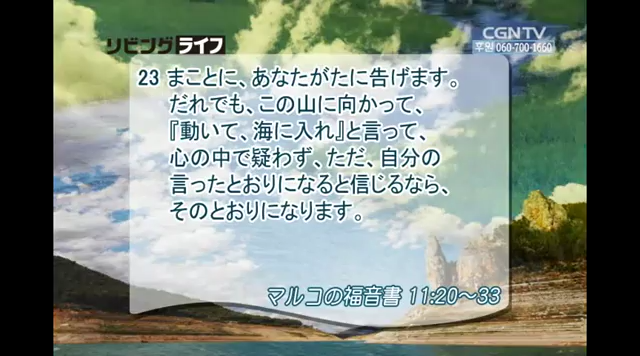 リビングライフ
CGNTV
후원 060-700-1660
23 まことに、あなたがたに告げます。
だれでも、この山に向かって、
『動いて、海に入れ』と言って、
心の中で疑わず、ただ、自分の
言ったとおりになると信じるなら、
そのとおりになります。
マルコの福音書 11:20～33